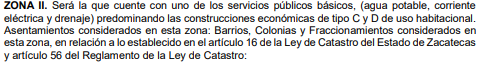 ZONA II. Será la que cuente con uno de los servicios públicos básicos, (agua potable, corriente
eléctrica y drenaje) predominando las construcciones económicas de tipo C y D de uso habitacional.
Asentamientos considerados en esta zona: Barrios, Colonias y Fraccionamientos considerados en
esta zona, en relación a lo establecido en el artículo 16 de la Ley de Catastro del Estado de Zacatecas
y artículo 56 del Reglamento de la Ley de Catastro: